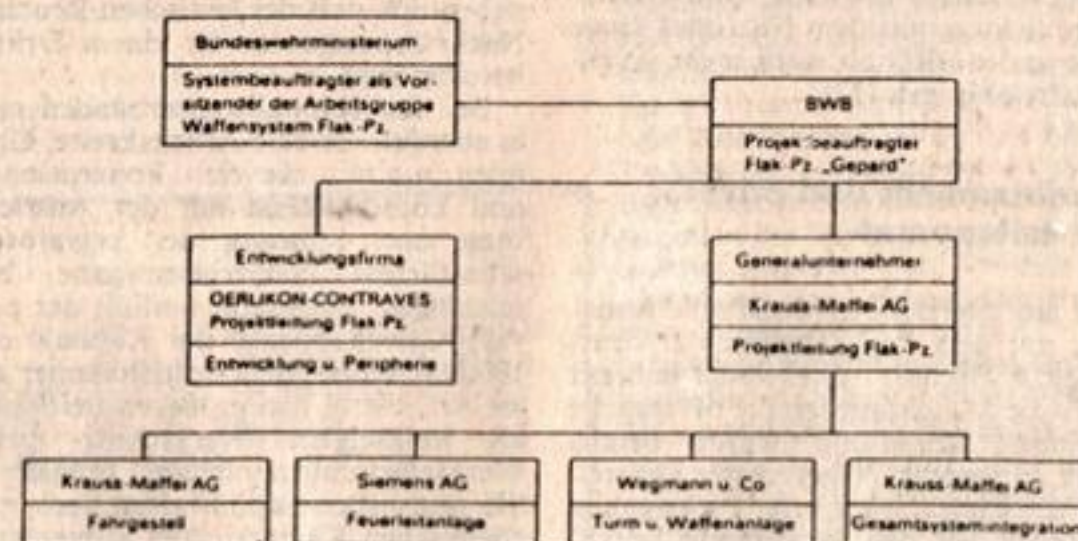 Bundeswehrministerium
Systembeauftragter als Vor-
sitzender der Arbeitsgruppe
Waffensystem Flak-Pz.
BWB
Projektbeauftragter
Flak-Pz. „Gepard"
Entwicklungsfirma
OERLIKON-CONTRAVES
Projektleitung Flak-Pz.
Entwicklung u. Peripherie
Generalunternehmer
Krauss-Maffei AG
Projektleitung Flak-Pz.
Krauss-Maffei AG
Fahrgestell
Siemens AG
Feuerleitanlage
Wegmann u. Co
Turm u. Waffenanlage
Krauss-Maffei AG
Gesamtsystemintegration